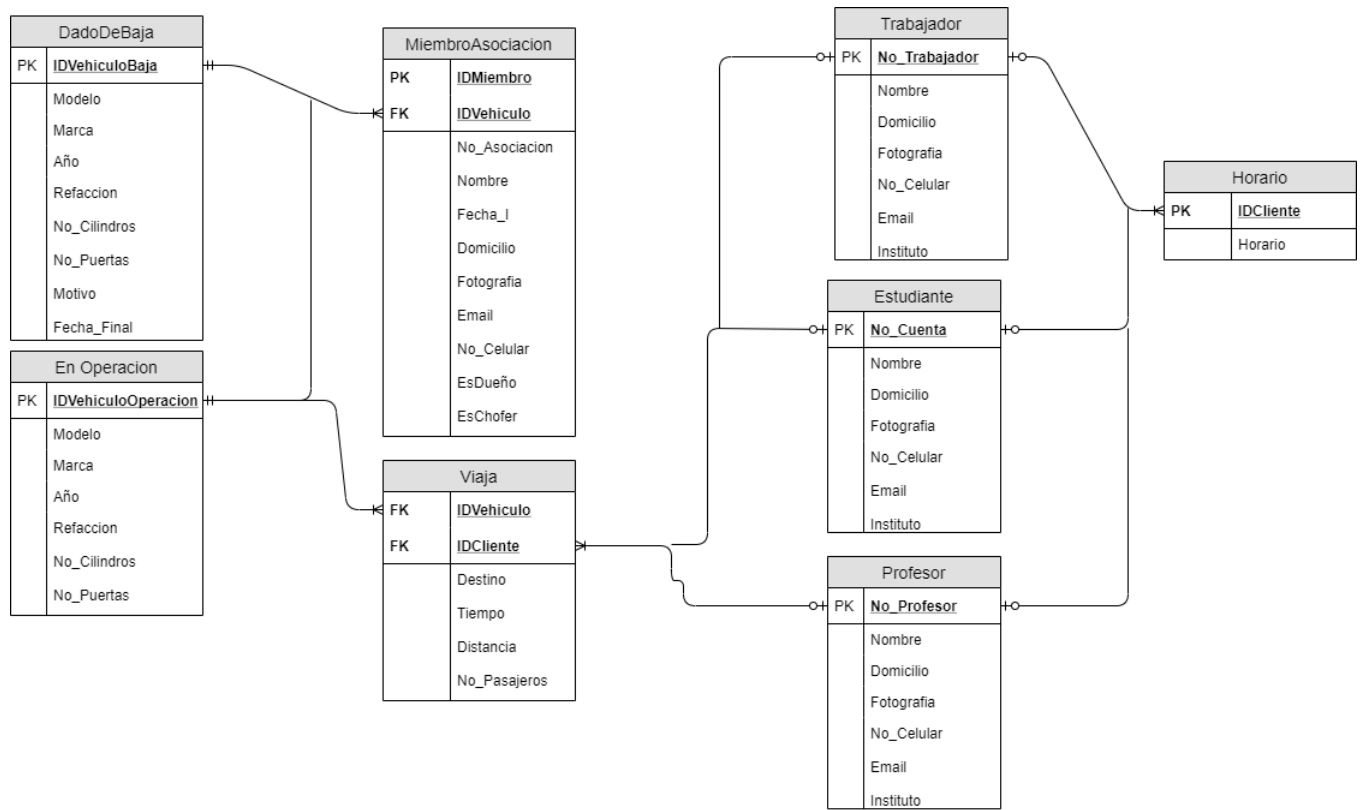 DadoDeBaja
PK IDVehiculoBaja
Modelo
Marca
Año
Refaccion
No_Cilindros
No_Puertas
Motivo
Fecha_Final
En Operacion
PK IDVehiculoOperacion
Modelo
Marca
Año
Refaccion
No_Cilindros
No_Puertas
MiembroAsociacion
PK IDMiembro
FK IDVehiculo
No_Asociacion
Nombre
Fecha_I
Domicilio
Fotografia
Email
No_Celular
EsDueño
EsChofer
Viaja
FK IDVehiculo
FK IDCliente
Destino
Tiempo
Distancia
No_Pasajeros
Trabajador
PK No_Trabajador
Nombre
Domicilio
Fotografia
No_Celular
Email
Instituto
Estudiante
PK No_Cuenta
Nombre
Domicilio
Fotografia
No_Celular
Email
Instituto
Profesor
PK No_Profesor
Nombre
Domicilio
Fotografia
No_Celular
Email
Instituto
Horario
PK IDCliente
Horario